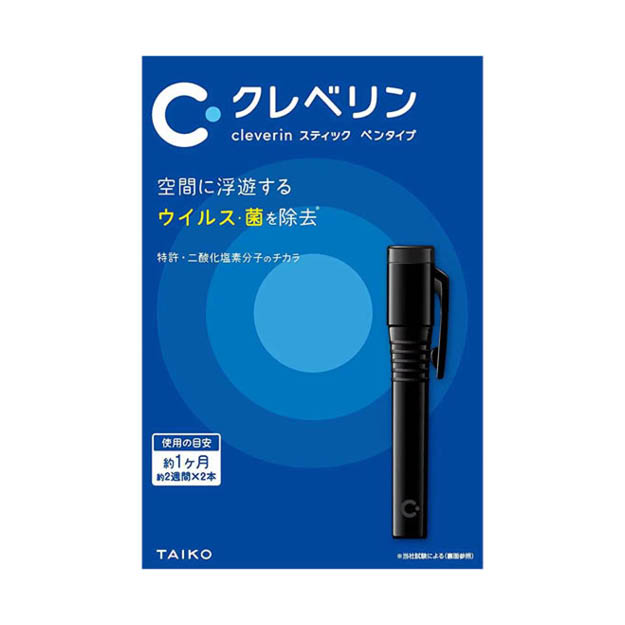 クレベリン
cleverin スティック ペンタイプ
空間に浮遊する
ウイルス・菌を除去*
特許・二酸化塩素分子のチカラ
使用の目安
約1ヶ月
約2週間×2本
TAIKO
※当社試験による(裏面参照)